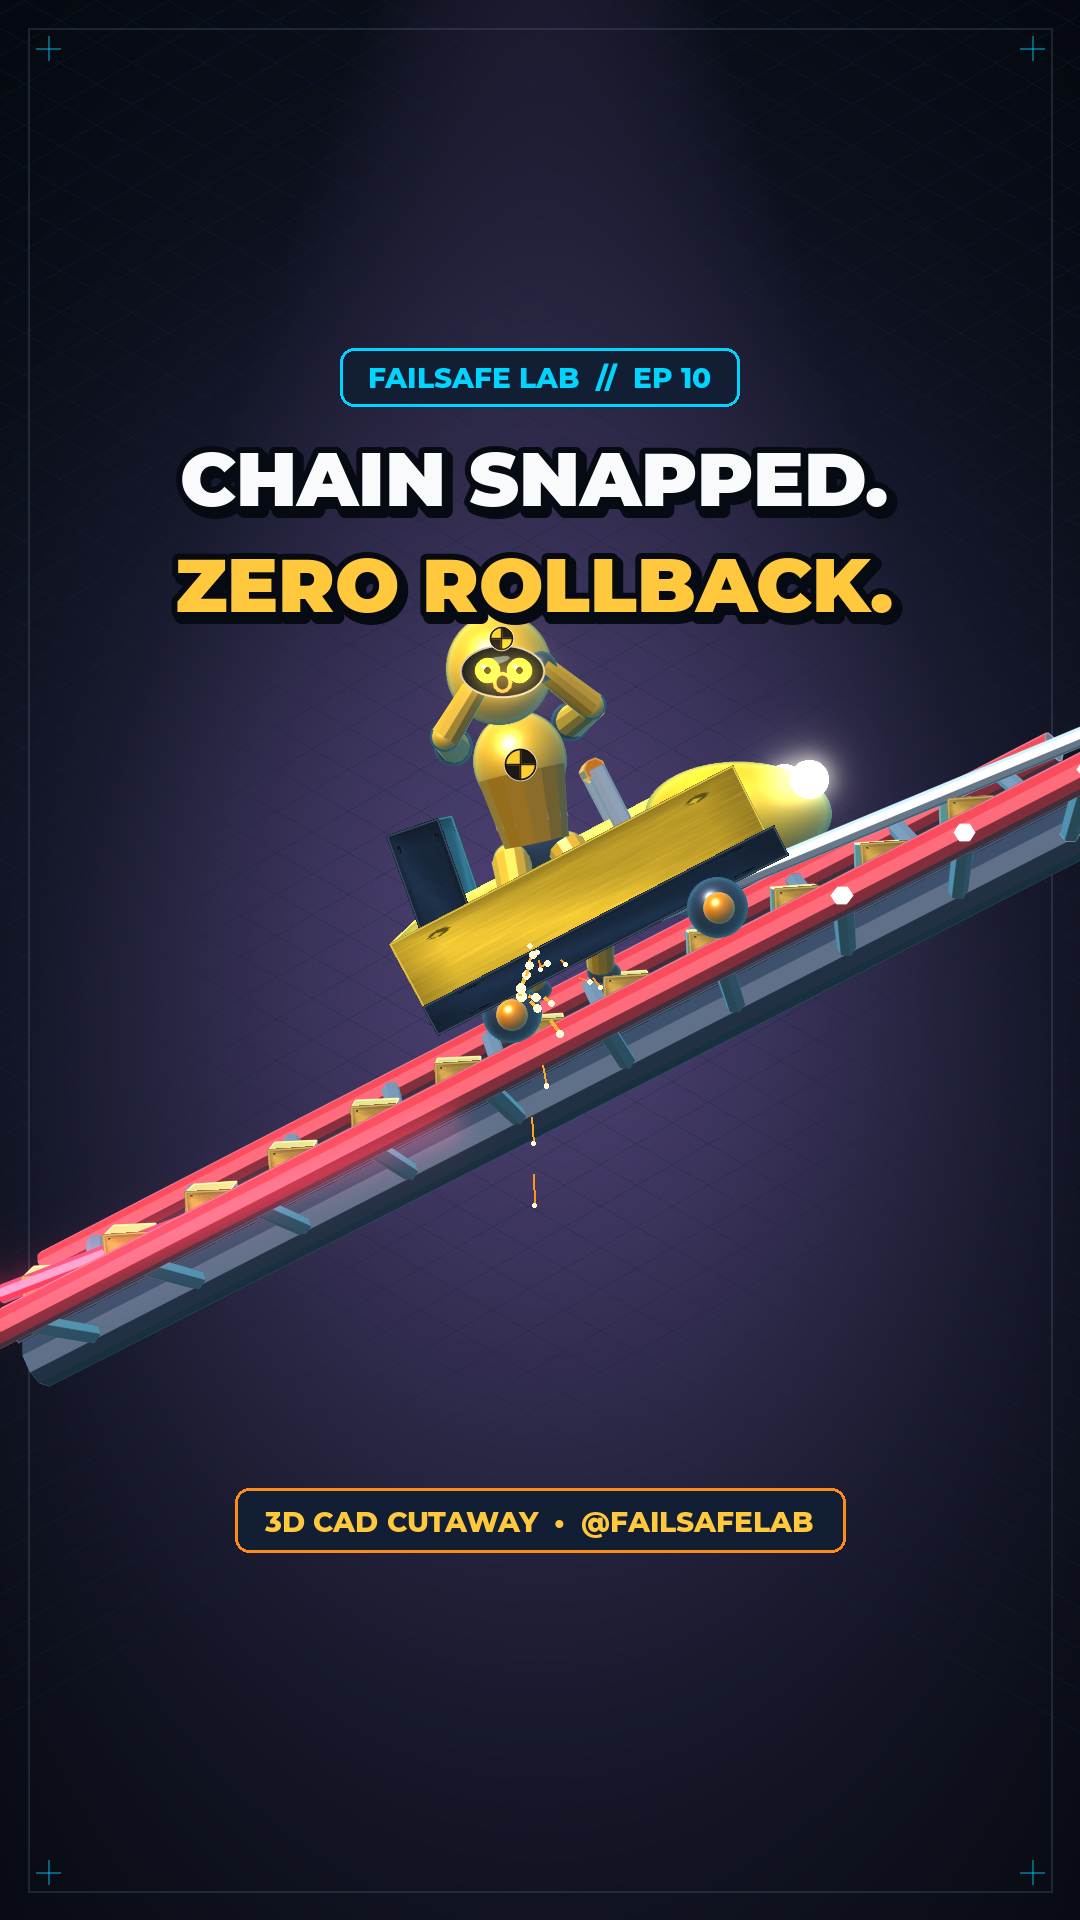 FAILSAFE LAB // EP 10
CHAIN SNAPPED.
ZERO ROLLBACK.
3D CAD CUTAWAY • @FAILSAFELAB